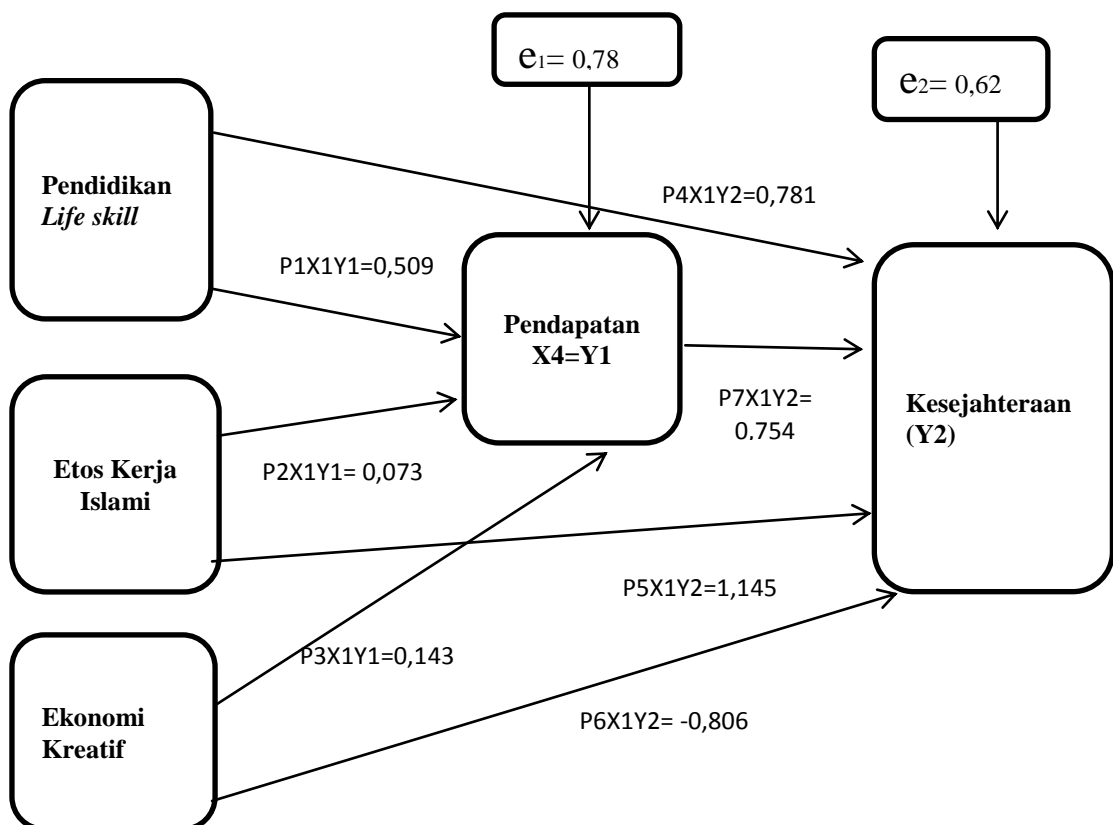 e1= 0,78
e2= 0,62
Pendidikan
Life skill
P4X1Y2=0,781
P1X1Y1=0,509
Pendapatan
X4=Y1
P7X1Y2=
0,754
Kesejahteraan
(Y2)
Etos Kerja
Islami
P2X1Y1= 0,073
P5X1Y2=1,145
P3X1Y1=0,143
P6X1Y2= -0,806
Ekonomi
Kreatif